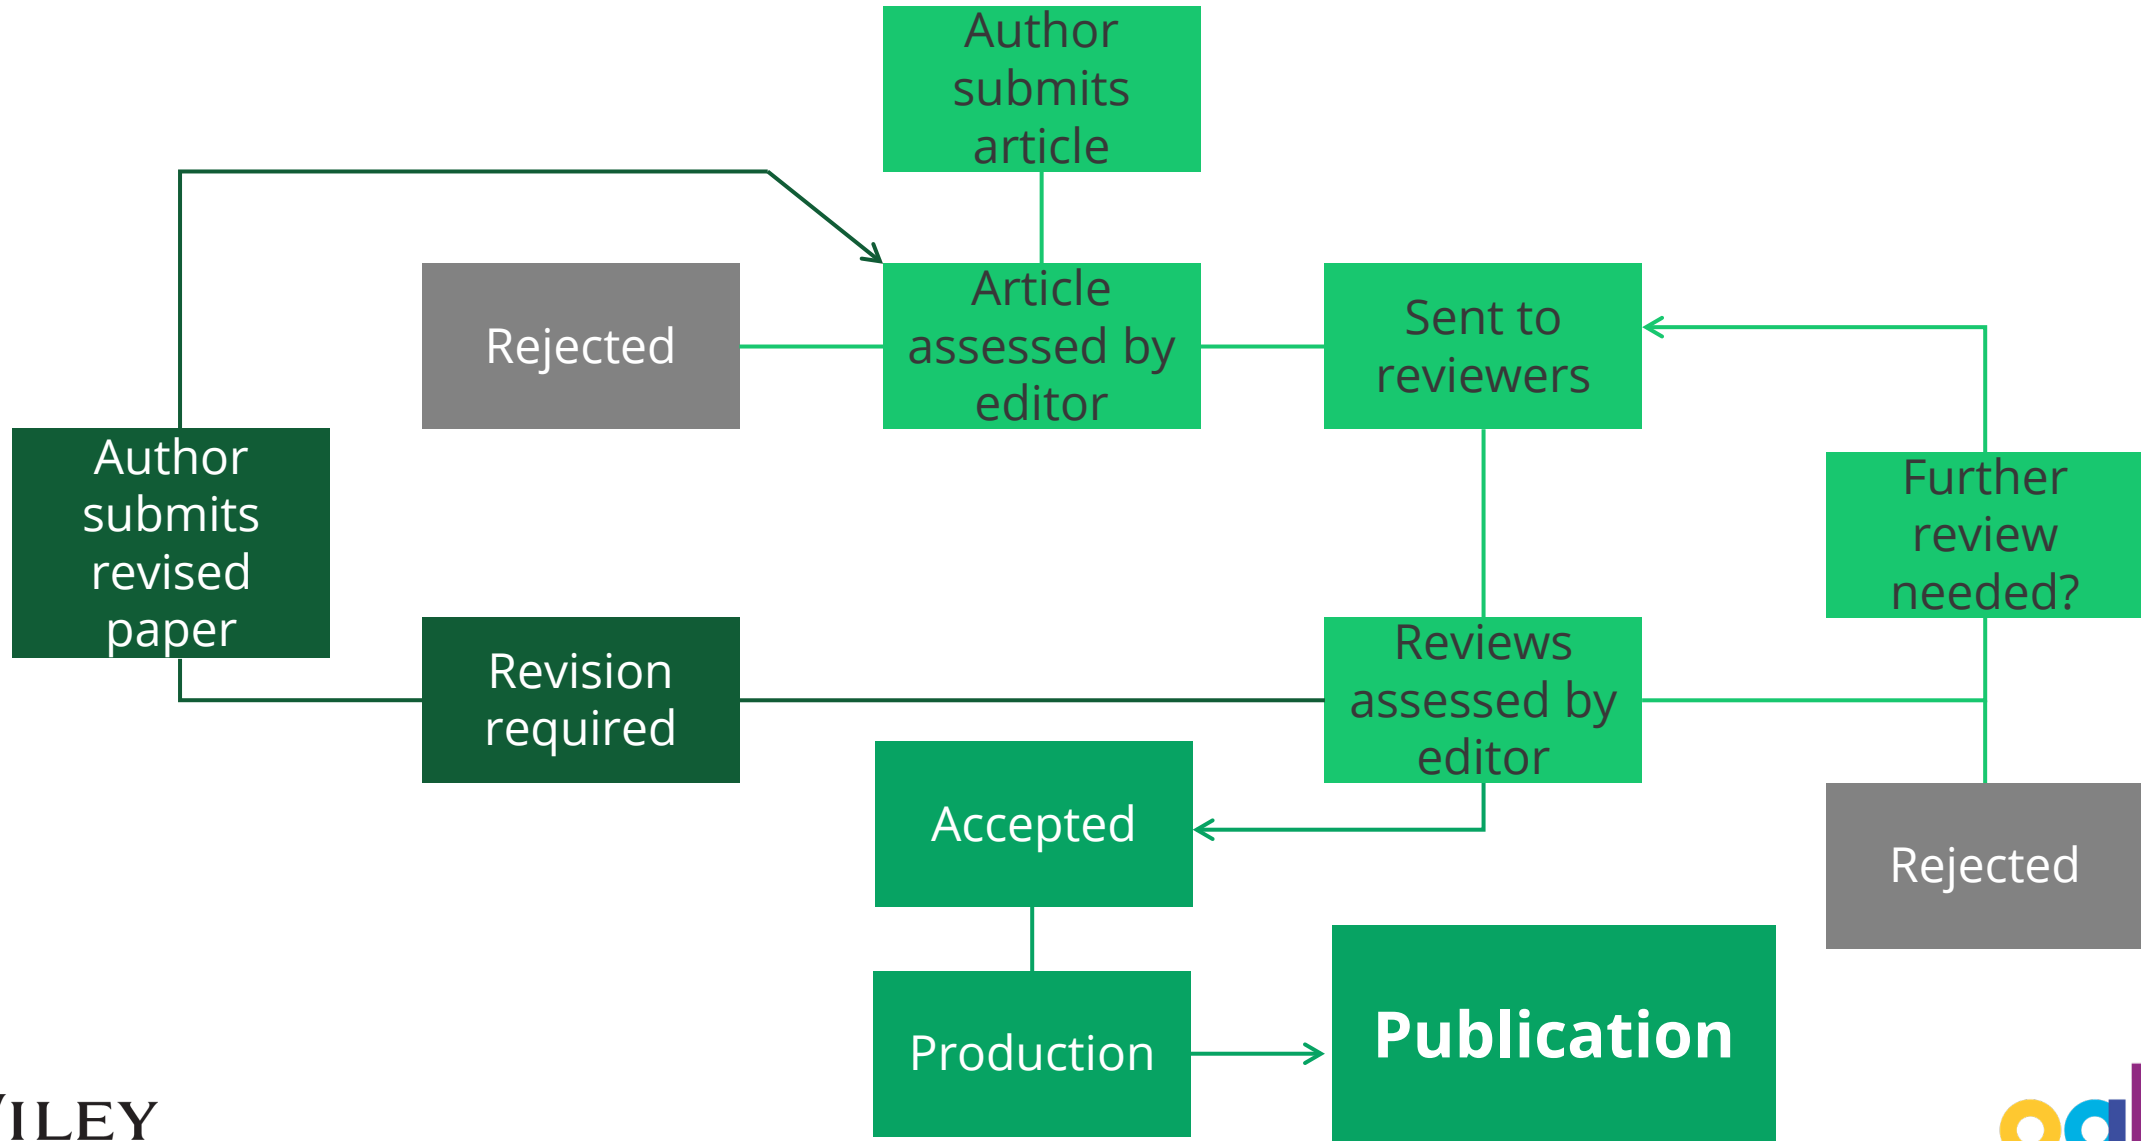 Author
submits
article
Rejected
Article
assessed by
editor
Sent to
reviewers
Author
submits
revised
paper
Further
review
needed?
Revision
required
Reviews
assessed by
editor
Accepted
Rejected
Production
Publication